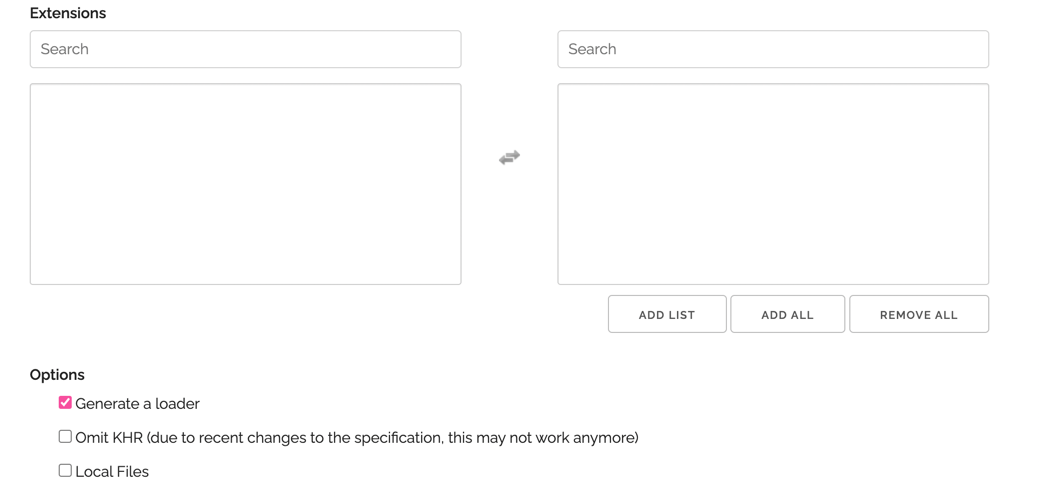 Extensions
Search
Search
ADD LIST
ADD ALL
REMOVE ALL
Options
Generate a loader
Omit KHR (due to recent changes to the specification, this may not work anymore)
Local Files